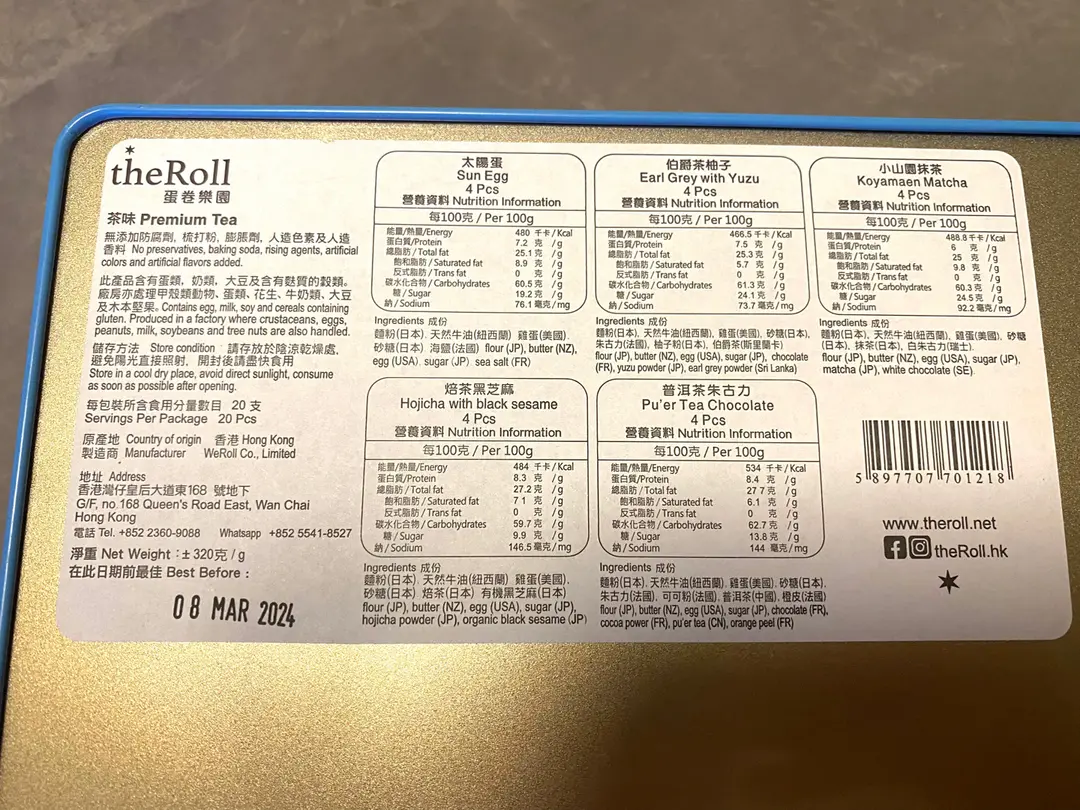 theRoll
蛋卷樂園
茶味 Premium Tea
無添加防腐劑, 梳打粉, 膨脹劑, 人造色素及人造
香料 No preservatives, baking soda, rising agents, artificial
colors and artificial flavors added.
此產品含有蛋類, 奶類, 大豆及含有麩質的穀類。
廠房亦處理甲殼類動物、蛋類、花生、牛奶類、大豆
及木本堅果。Contains egg, milk, soy and cereals containing
gluten. Produced in a factory where crustaceans, eggs,
peanuts, milk, soybeans and tree nuts are also handled.
儲存方法 Store condition 請存放於陰涼乾燥處,
避免陽光直接照射, 開封後請盡快食用
Store in a cool dry place, avoid direct sunlight, consume
as soon as possible after opening.
每包裝所含食用分量數目 20 支
Servings Per Package 20 Pcs
原產地 Country of origin 香港 Hong Kong
製造商 Manufacturer WeRoll Co., Limited
地址 Address
香港灣仔皇后大道東168 號地下
G/F, no.168 Queen's Road East, Wan Chai
Hong Kong
電話 Tel. +852 2360-9088 Whatsapp +852 5541-8527
淨重 Net Weight : ± 320克 / g
在此日期前最佳 Best Before :
08 MAR 2024
太陽蛋
Sun Egg
4 Pcs
營養資料 Nutrition Information
每100克 / Per 100g
能量/熱量/Energy 480 千卡/Kcal
蛋白質/Protein 7.2 克 /g
總脂肪 / Total fat 25.1 克 /g
飽和脂肪 / Saturated fat 8.9 克 /g
反式脂肪 / Trans fat 0 克 /g
碳水化合物 / Carbohydrates 60.5克 /g
糖 / Sugar 19.2 克 /g
納 / Sodium 76.1 毫克/mg
Ingredients 成份
麵粉(日本), 天然牛油(紐西蘭), 雞蛋(美國),
砂糖(日本) 海鹽(法國) flour (JP), butter (NZ),
egg (USA), sugar (JP) sea salt (FR)
伯爵茶柚子
Earl Grey with Yuzu
4 Pcs
營養資料 Nutrition Information
每100克 / Per 100g
能量/熱量/Energy 466.5 千卡/Kcal
蛋白質/Protein 7.5 克 /g
總脂肪 / Total fat 25.3 克 /g
飽和脂肪 / Saturated fat 5.7 克 /g
反式脂肪 / Trans fat 0 克 /g
碳水化合物 / Carbohydrates 61.3 克 /g
糖 / Sugar 24.1 克 /g
納 / Sodium 73.7 毫克/mg
Ingredients 成份
麵粉(日本), 天然牛油(紐西蘭), 雞蛋(美國), 砂糖(日本),
朱古力(法國), 柚子粉(日本), 伯爵茶(斯里蘭卡)
flour (JP), butter (NZ), egg (USA), sugar (JP), chocolate
(FR), yuzu powder (JP), earl grey powder (Sri Lanka)
小山園抹茶
Koyamaen Matcha
4 Pcs
營養資料 Nutrition Information
每100克 / Per 100g
能量/熱量/Energy 488.8 千卡/Kcal
蛋白質/Protein 6 克 /g
總脂肪 / Total fat 25 克 /g
飽和脂肪 / Saturated fat 9.8 克 /g
反式脂肪 / Trans fat 0 克 /g
碳水化合物 / Carbohydrates 60.3克 /g
糖 / Sugar 24.5克 /g
納 / Sodium 92.2 毫克/mg
Ingredients 成份
麵粉(日本), 天然牛油(紐西蘭) 雞蛋(美國), 砂糖
(日本), 抹茶(日本), 白朱古力(瑞士)
flour (JP), butter (NZ), egg (USA), sugar (JP),
matcha (JP), white chocolate (SE)
焙茶黑芝麻
Hojicha with black sesame
4 Pcs
營養資料 Nutrition Information
每100克 / Per 100g
能量/熱量/Energy 484 千卡/Kcal
蛋白質/Protein 8.3 克 /g
總脂肪 / Total fat 27.2 克 /g
飽和脂肪 / Saturated fat 7 1 克 /g
反式脂肪 / Trans fat 0 克 /g
碳水化合物 / Carbohydrates 59.7克 /g
糖 / Sugar 9.9 克 /g
納 / Sodium 146.5 毫克/mg
Ingredients 成份
麵粉(日本), 天然牛油(紐西蘭) 雞蛋(美國),
砂糖(日本) 焙茶(日本) 有機黑芝麻(日本)
flour (JP), butter (NZ), egg (USA), sugar (JP),
hojicha powder (JP), organic black sesame (JP)
普洱茶朱古力
Pu'er Tea Chocolate
4 Pcs
營養資料 Nutrition Information
每100克 / Per 100g
能量/熱量/Energy 534 千卡/Kcal
蛋白質/Protein 8.4 克 /g
總脂肪 / Total fat 27 7 克 /g
飽和脂肪 / Saturated fat 6.1 克 /g
反式脂肪 / Trans fat 0 克 /g
碳水化合物 / Carbohydrates 62.7 克 /g
糖 / Sugar 13.8 克 /g
納 / Sodium 144 毫克/mg
Ingredients 成份
麵粉(日本), 天然牛油(紐西蘭), 雞蛋(美國), 砂糖(日本),
朱古力(法國), 可可粉(法國), 普洱茶(中國), 橙皮(法國)
flour (JP), butter (NZ), egg (USA), sugar (JP), chocolate (FR),
cocoa power (FR), pu'er tea (CN), orange peel (FR)
5 897707 701218
www.theroll.net
theRoll.hk